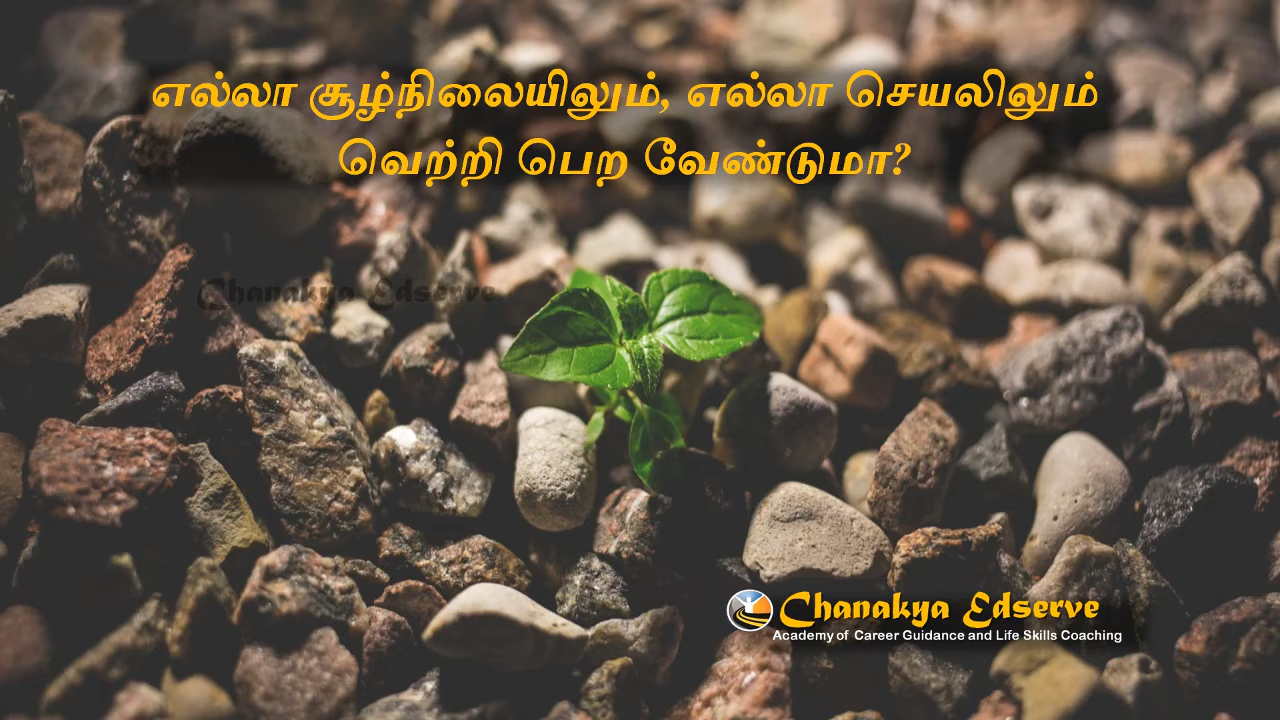 எல்லா சூழ்நிலையிலும், எல்லா செயலிலும்
வெற்றி பெற வேண்டுமா?
Chanakya Edserve
Chanakya Edserve
Academy of Career Guidance and Life Skills Coaching